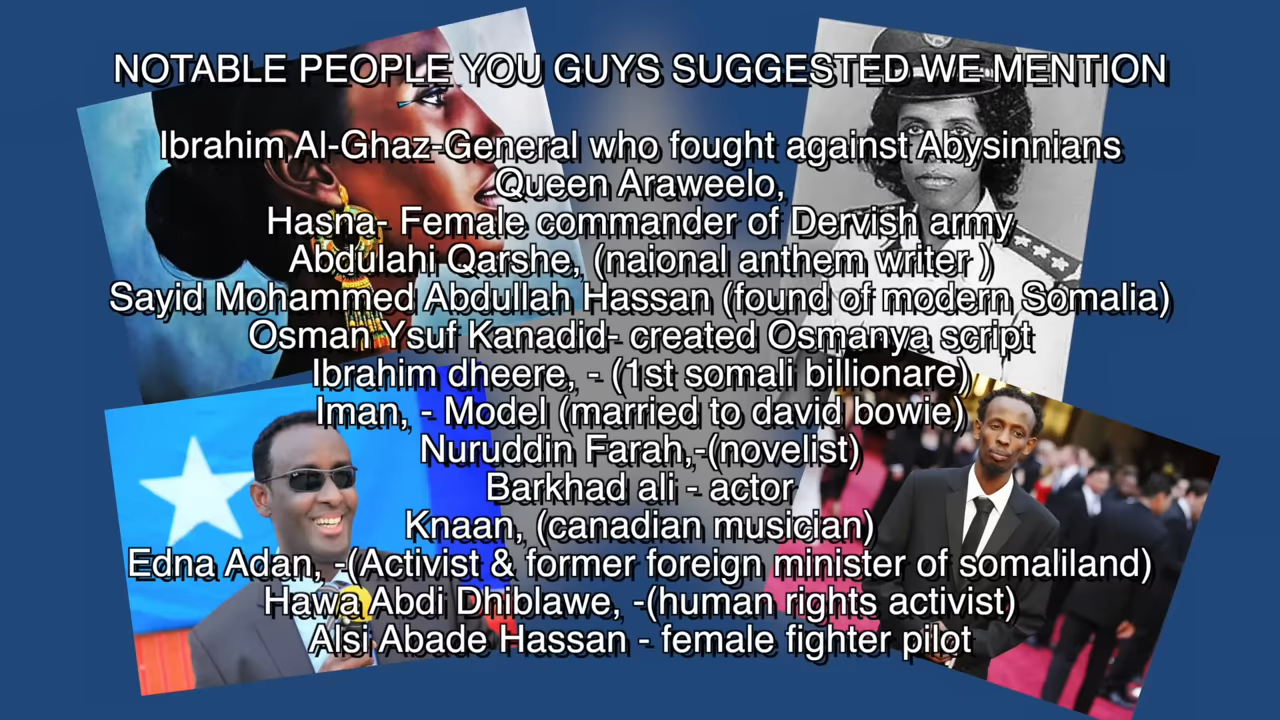 NOTABLE PEOPLE YOU GUYS SUGGESTED WE MENTION
Ibrahim Al-Ghaz-General who fought against Abysinnians
Queen Araweelo,
Hasna- Female commander of Dervish army
Abdulahi Qarshe, (naional anthem writer )
Sayid Mohammed Abdullah Hassan (found of modern Somalia)
Osman Ysuf Kanadid- created Osmanya script
Ibrahim dheere, - (1st somali billionare)
Iman, - Model (married to david bowie)
Nuruddin Farah,-(novelist)
Barkhad ali - actor
Knaan, (canadian musician)
Edna Adan, -(Activist & former foreign minister of somaliland)
Hawa Abdi Dhiblawe, -(human rights activist)
Alsi Abade Hassan - female fighter pilot